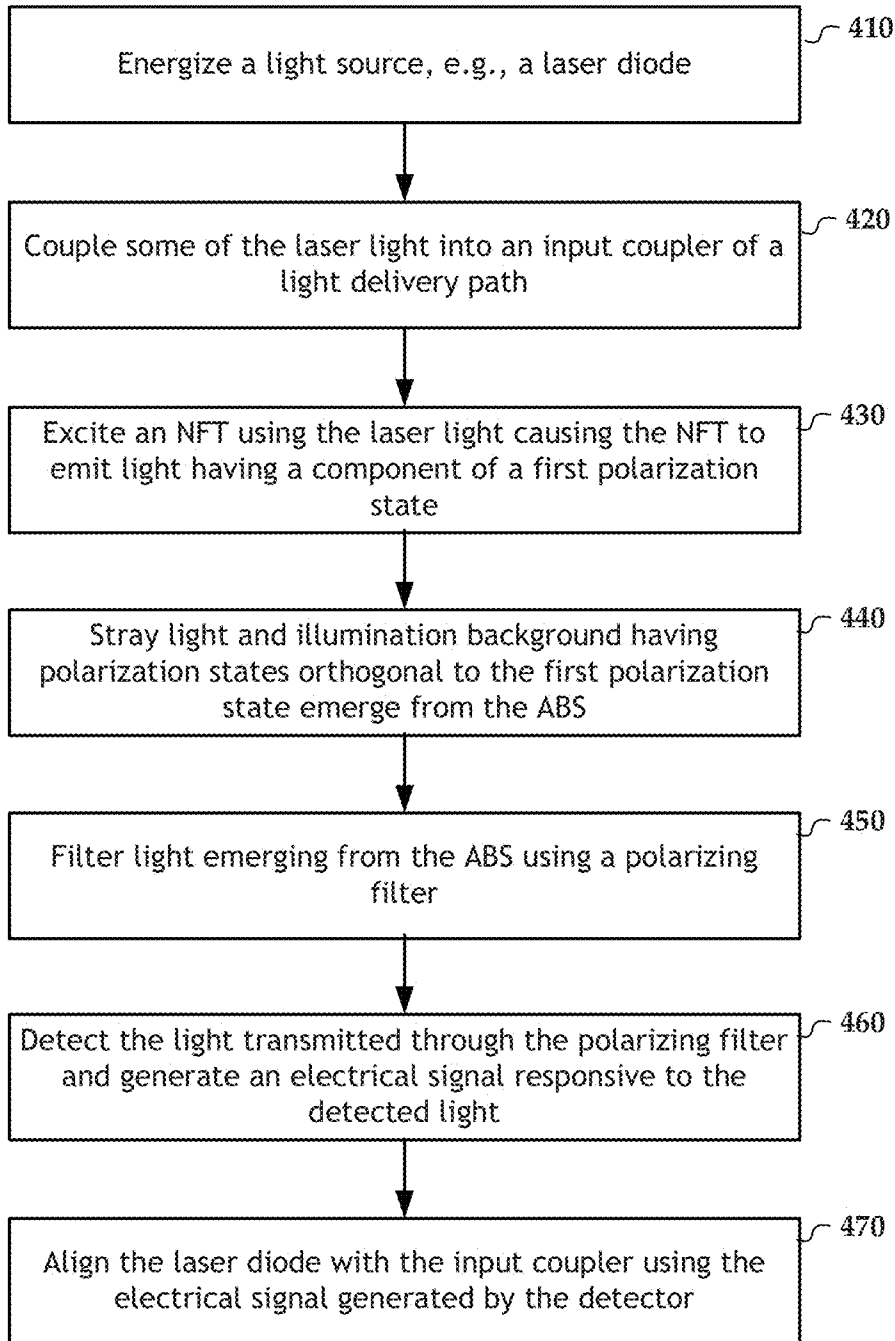 Energize a light source, e.g., a laser diode
410
Couple some of the laser light into an input coupler of a
light delivery path
420
Excite an NFT using the laser light causing the NFT to
emit light having a component of a first polarization
state
430
Stray light and illumination background having
polarization states orthogonal to the first polarization
state emerge from the ABS
440
Filter light emerging from the ABS using a polarizing
filter
450
Detect the light transmitted through the polarizing filter
and generate an electrical signal responsive to the
detected light
460
Align the laser diode with the input coupler using the
electrical signal generated by the detector
470